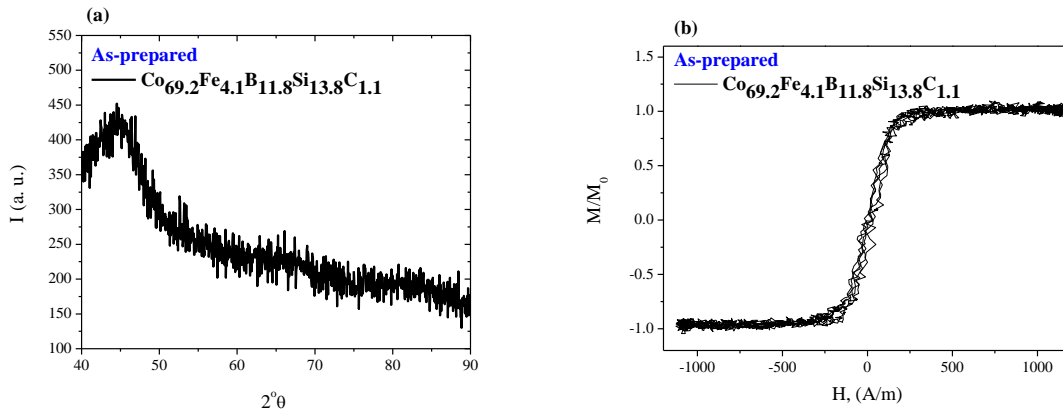 (a)
As-prepared
Co69.2Fe4.1B11.8Si13.8C1.1
I (a. u.)
550
500
450
400
350
300
250
200
150
100
40
50
60
70
80
90
2°θ
(b)
As-prepared
Co69.2Fe4.1B11.8Si13.8C1.1
M/M0
1.5
1.0
0.5
0.0
-0.5
-1.0
-1000
-500
0
500
1000
H, (A/m)